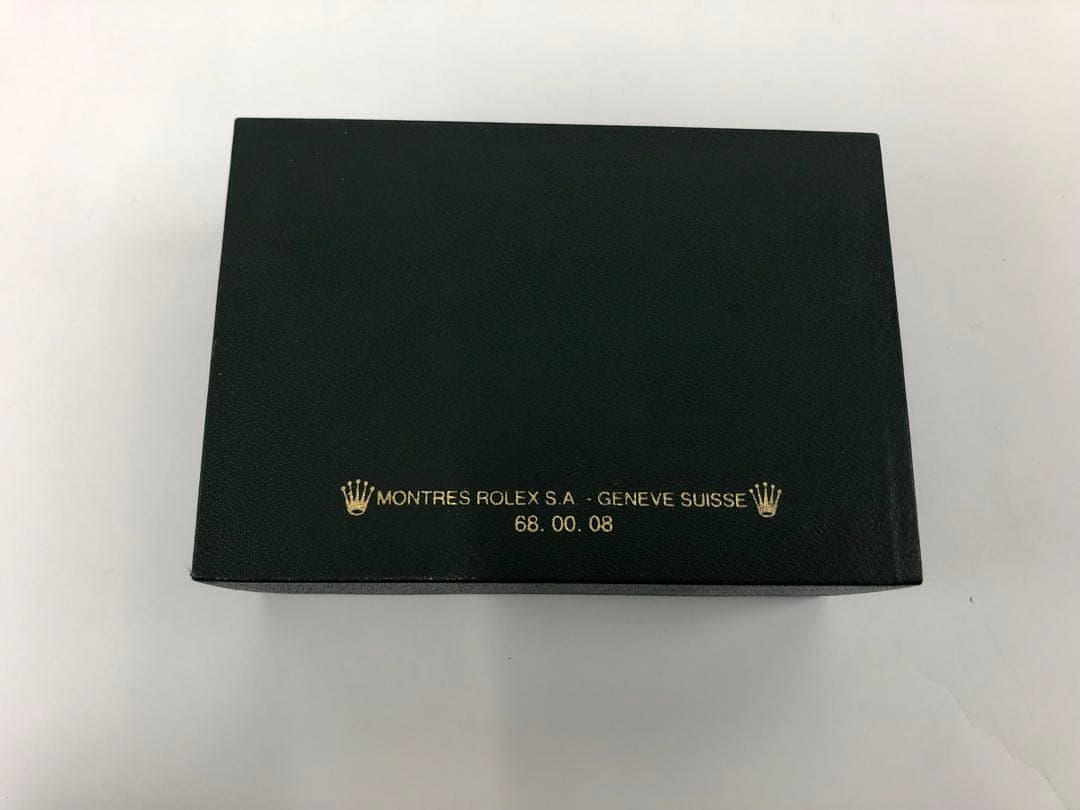 MONTRES ROLEX S.A. - GENEVE SUISSE
68. 00. 08